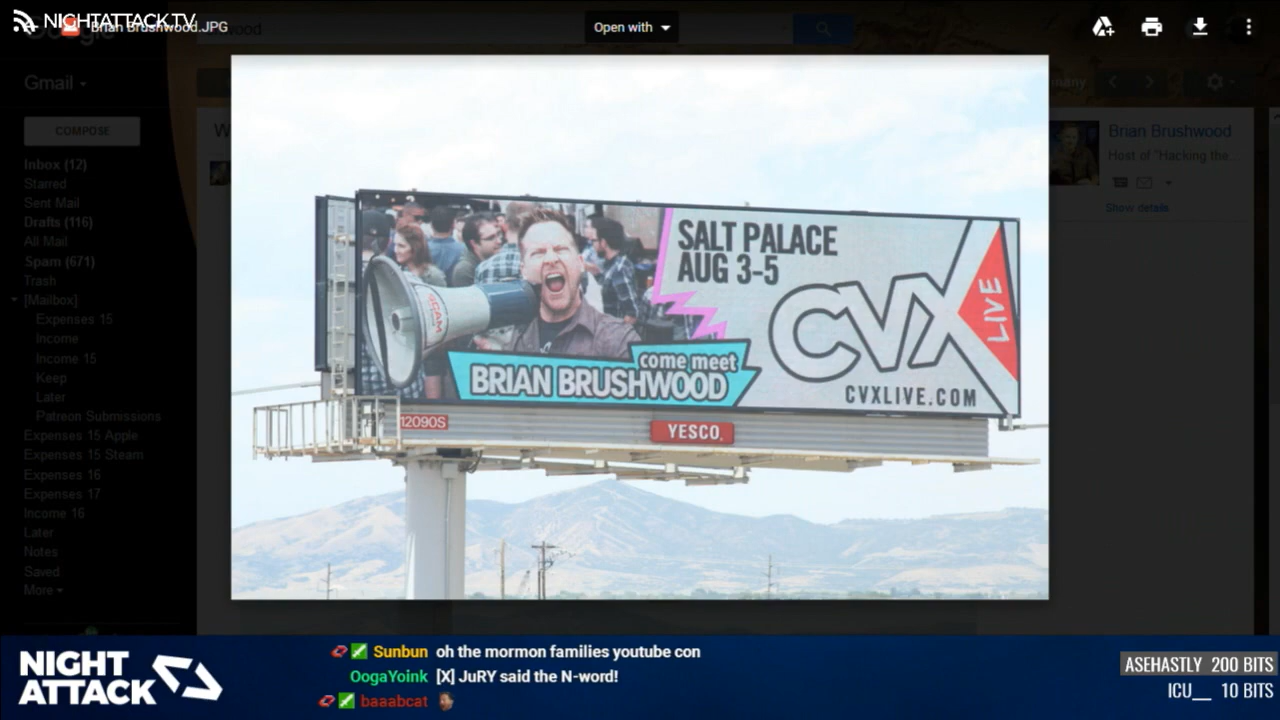 NIGHTATTACK.TV
Brian Brushwood.JPG
Open with
Gmail
COMPOSE
Inbox (12)
Starred
Sent Mail
Drafts (116)
All Mail
Spam (671)
Trash
[Mailbox]
Expenses 15
Income
Income 15
Keep
Later
Patreon Submissions
Expenses 15 Apple
Expenses 15 Steam
Expenses 16
Expenses 17
Income 16
Later
Notes
Saved
More
Brian Brushwood
Host of "Hacking the...
Show details
SALT PALACE
AUG 3-5
CVX
LIVE
SCAM
come meet
BRIAN BRUSHWOOD
CVXLIVE.COM
12090S
YESCO.
NIGHT
ATTACK
Sunbun oh the mormon families youtube con
OogaYoink [X] JuRY said the N-word!
baaabcat
ASEHASTLY 200 BITS
ICU__ 10 BITS